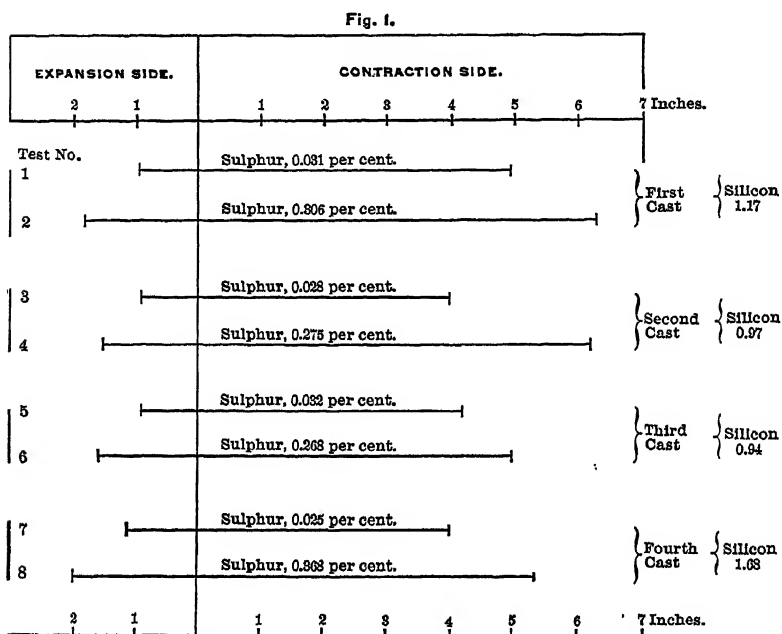 Fig. 1.
EXPANSION SIDE. CONTRACTION SIDE.
2 1 1 2 3 4 5 6 7 Inches.
Test No.
1 Sulphur, 0.031 per cent.
2 Sulphur, 0.306 per cent.
First Cast Silicon 1.17
3 Sulphur, 0.028 per cent.
4 Sulphur, 0.275 per cent.
Second Cast Silicon 0.97
5 Sulphur, 0.032 per cent.
6 Sulphur, 0.268 per cent.
Third Cast Silicon 0.94
7 Sulphur, 0.025 per cent.
8 Sulphur, 0.368 per cent.
Fourth Cast Silicon 1.63
2 1 1 2 3 4 5 6 7 Inches.